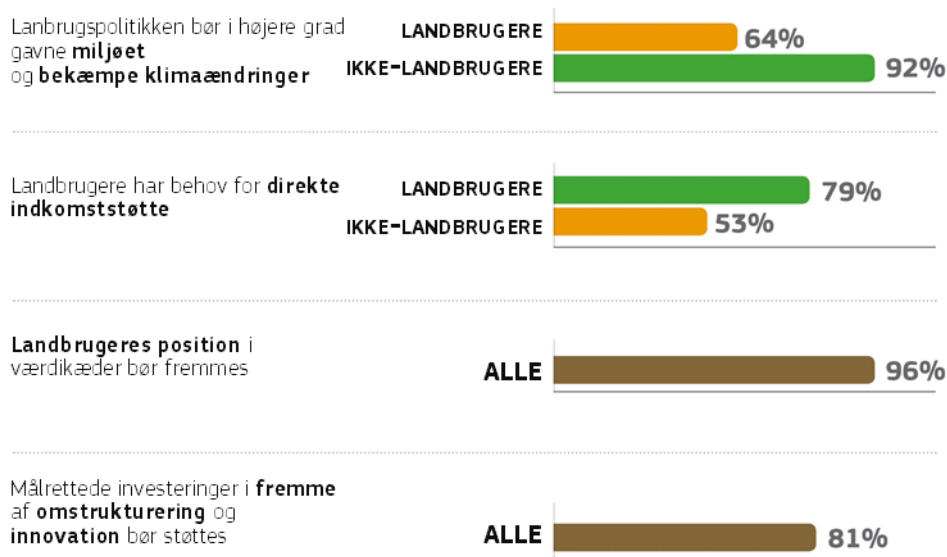 Lanbrugspolitikken bør i højere grad
gavne miljøet
og bekæmpe klimaændringer
LANDBRUGERE 64%
IKKE-LANDBRUGERE 92%
Landbrugere har behov for direkte
indkomststøtte
LANDBRUGERE 79%
IKKE-LANDBRUGERE 53%
Landbrugeres position i
værdikæder bør fremmes
ALLE 96%
Målrettede investeringer i fremme
af omstrukturering og
innovation bør støttes
ALLE 81%